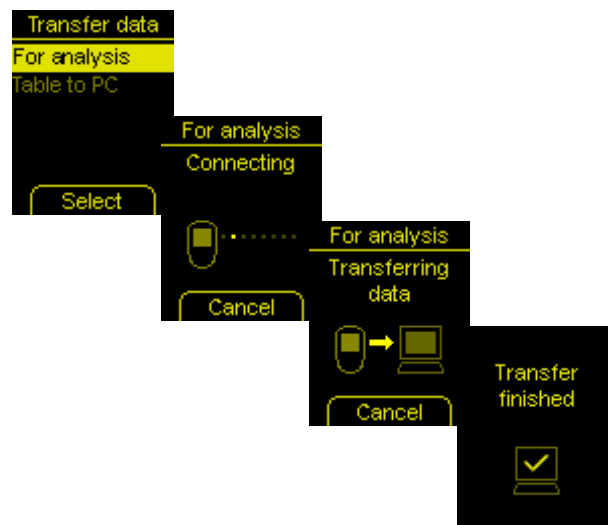 Transfer data
For analysis
Table to PC
Select
For analysis
Connecting
Cancel
For analysis
Transferring
data
Cancel
Transfer
finished